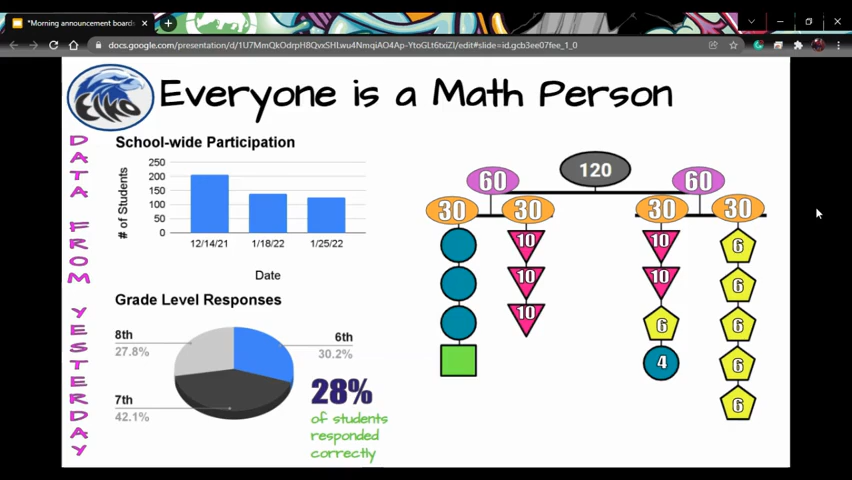 *Morning announcement boards
docs.google.com/presentation/d/1U7MmQkOdrpH8QvxSHLwu4NmqiAO4Ap-YtoGLt6txiZI/edit#slide=id.gcb3ee07fee_1_0
ELKO
Everyone is a Math Person
DATA FROM YESTERDAY
School-wide Participation
# of Students
250
200
150
100
50
0
12/14/21 1/18/22 1/25/22
Date
Grade Level Responses
8th
27.8%
6th
30.2%
7th
42.1%
28%
of students
responded
correctly
120
60 60
30 30 30 30
10 10 6
10 10 6
10 6 6
4 6
6